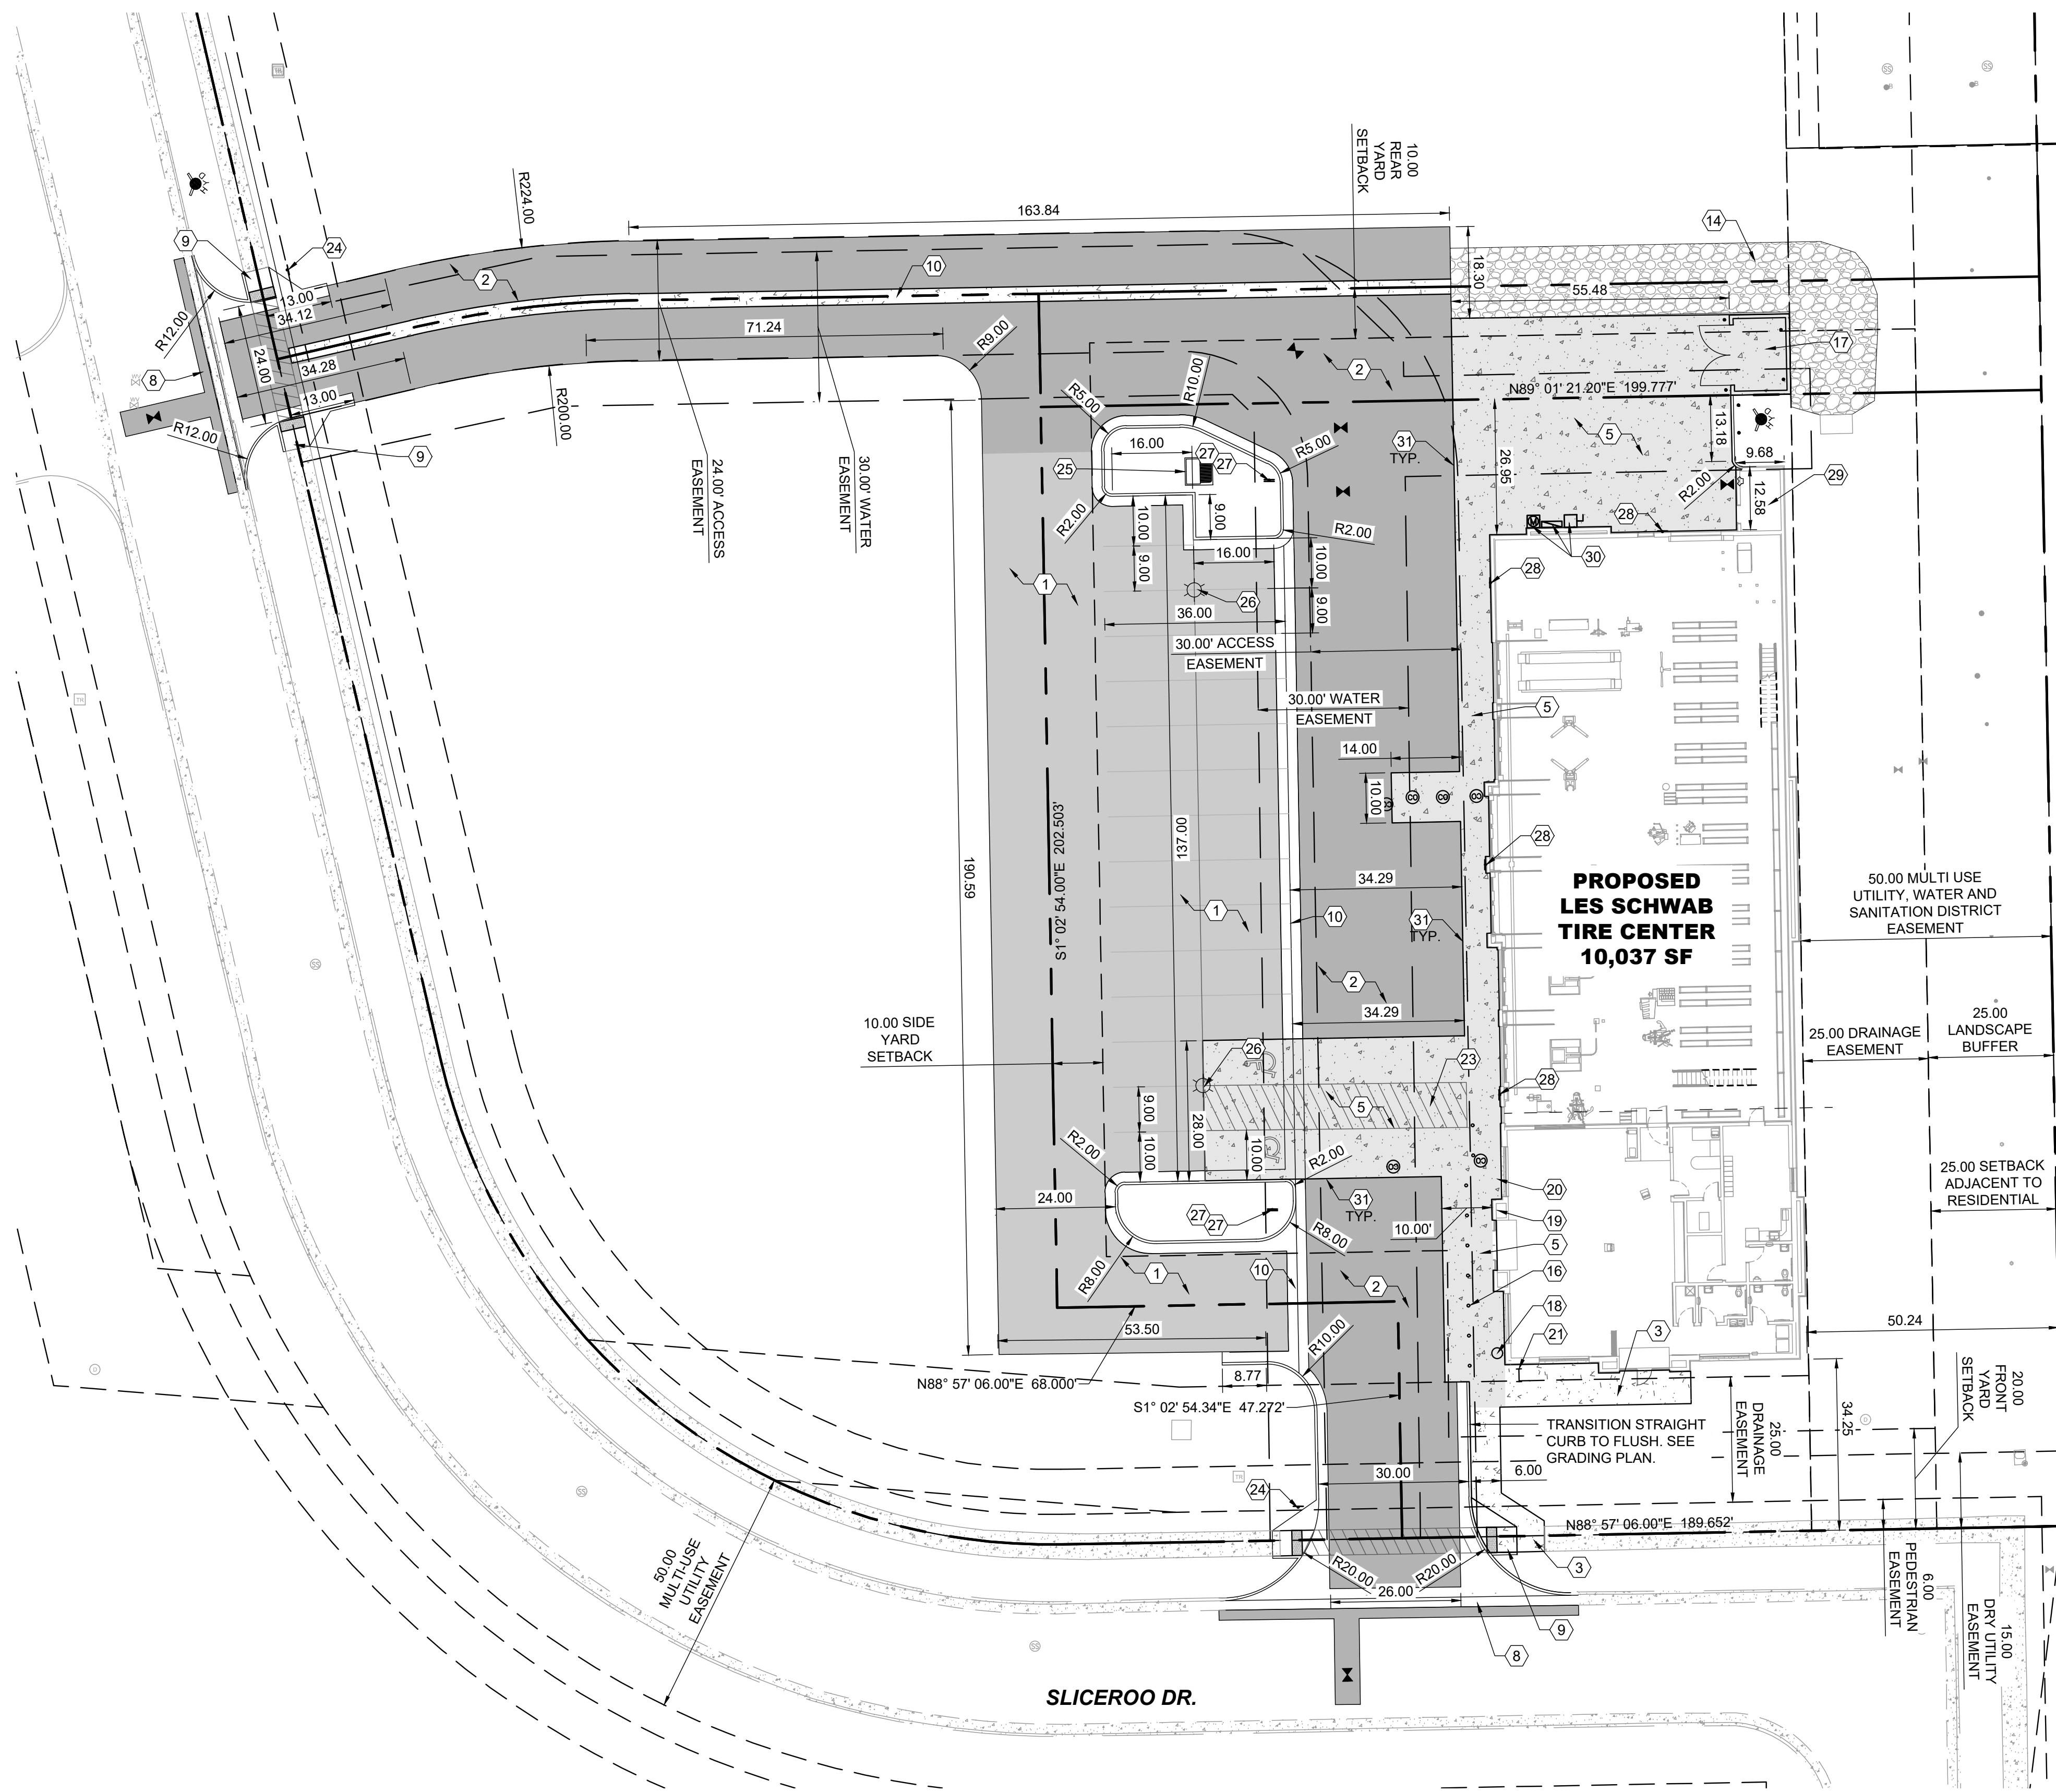 10.00
REAR
YARD
SETBACK
14
R224.00
163.84
9
24
2
10
18.30
55.48
13.00
34.12
R12.00
71.24
R9.00
2
17
24.00
34.28
8
13.00
R12.00
R200.00
9
N89° 01' 21.20"E 199.777'
R5.00
R10.00
16.00
25
27
27
R5.00
31
TYP.
5
13.18
9.68
26.95
R2.00
29
12.58
24.00' ACCESS
EASEMENT
30.00' WATER
EASEMENT
R2.00
10.00
9.00
R2.00
28
9.00
16.00
10.00
30
28
1
26
9.00
36.00
30.00' ACCESS
EASEMENT
30.00' WATER
EASEMENT
5
14.00
10.00
S1° 02' 54.00"E 202.503'
137.00
190.59
28
34.29
PROPOSED
LES SCHWAB
TIRE CENTER
10,037 SF
50.00 MULTI USE
UTILITY, WATER AND
SANITATION DISTRICT
EASEMENT
1
10
31
TYP.
2
34.29
10.00 SIDE
YARD
SETBACK
25.00 DRAINAGE
EASEMENT
25.00
LANDSCAPE
BUFFER
26
23
28
9.00
5
28.00
R2.00
10.00
10.00
R2.00
25.00 SETBACK
ADJACENT TO
RESIDENTIAL
24.00
31
TYP.
20
27
27
10.00'
19
R8.00
5
R8.00
1
10
2
16
18
53.50
R10.00
21
3
50.24
N88° 57' 06.00"E 68.000'
8.77
S1° 02' 54.34"E 47.272'
20.00
FRONT
YARD
SETBACK
34.25
TRANSITION STRAIGHT
CURB TO FLUSH. SEE
GRADING PLAN.
25.00
DRAINAGE
EASEMENT
30.00
6.00
24
N88° 57' 06.00"E 189.652'
50.00
MULTI-USE
UTILITY
EASEMENT
R20.00
R20.00
3
26.00
6.00
PEDESTRIAN
EASEMENT
15.00
DRY UTILITY
EASEMENT
9
8
SLICEROO DR.